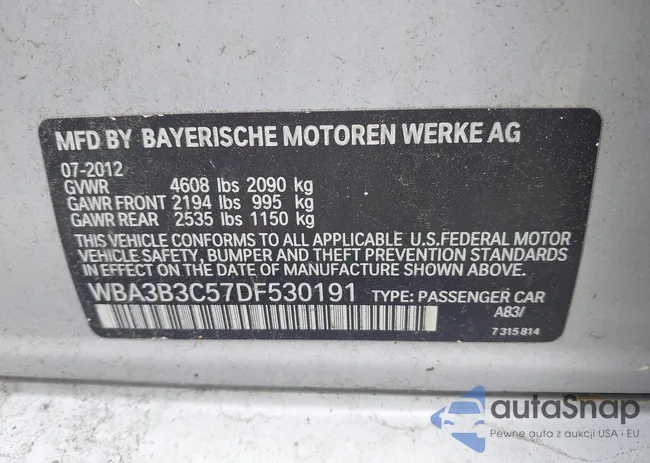 MFD BY BAYERISCHE MOTOREN WERKE AG
07-2012
GVWR 4608 lbs 2090 kg
GAWR FRONT 2194 lbs 995 kg
GAWR REAR 2535 lbs 1150 kg
THIS VEHICLE CONFORMS TO ALL APPLICABLE U.S.FEDERAL MOTOR
VEHICLE SAFETY, BUMPER AND THEFT PREVENTION STANDARDS
IN EFFECT ON THE DATE OF MANUFACTURE SHOWN ABOVE.
WBA3B3C57DF530191 TYPE: PASSENGER CAR
A83/
7 315 814
autaSnap
Pewne auta z aukcji USA i EU